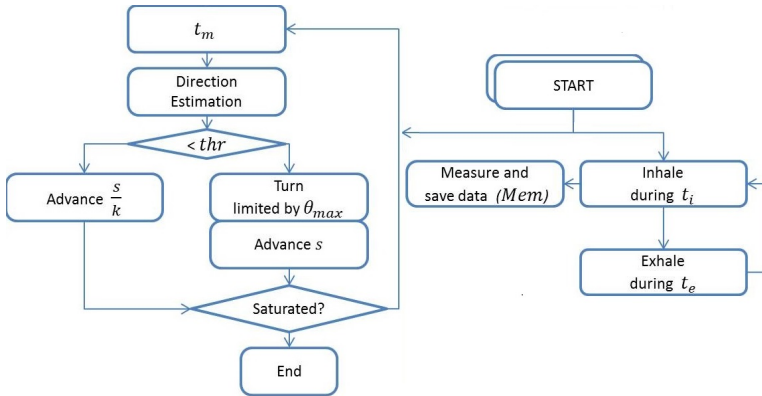 t_m
Direction
Estimation
< thr
Advance s/k
Turn
limited by θ_max
Advance s
Saturated?
End
START
Measure and
save data (Mem)
Inhale
during t_i
Exhale
during t_e